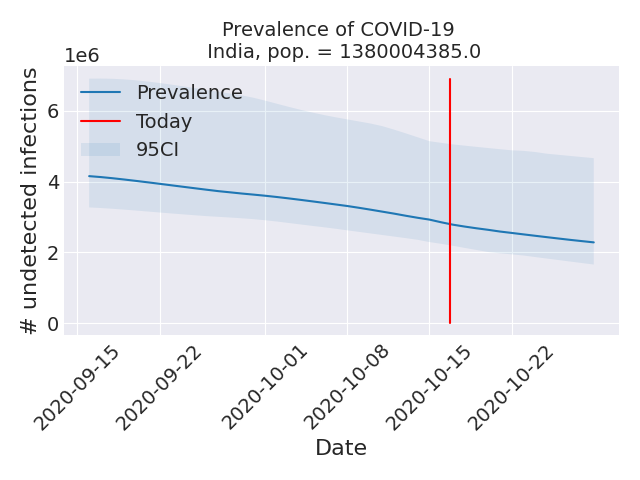 Prevalence of COVID-19
India, pop. = 1380004385.0
1e6
# undetected infections
6
4
2
0
Prevalence
Today
95CI
2020-09-15
2020-09-22
2020-10-01
2020-10-08
2020-10-15
2020-10-22
Date